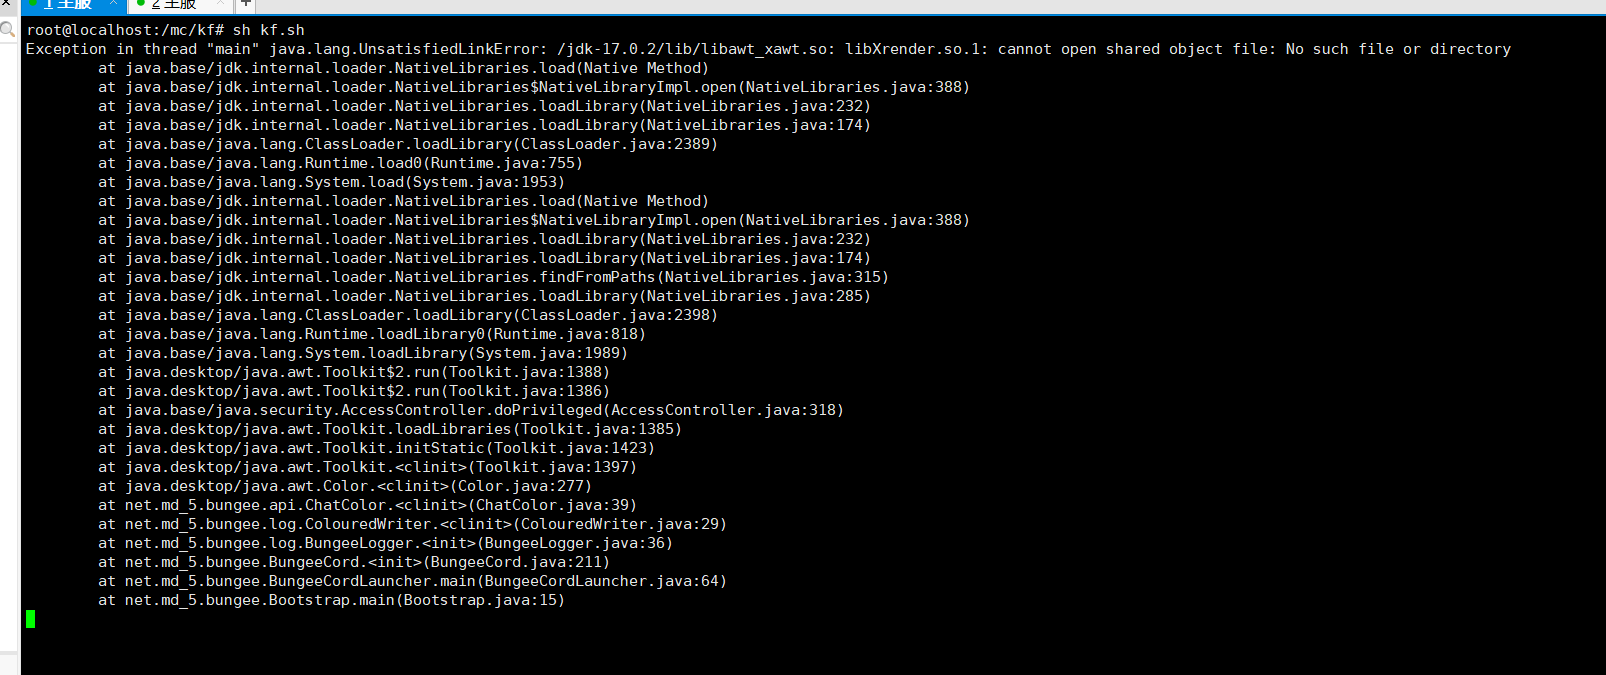 1 主服
2 主服
root@localhost:/mc/kf# sh kf.sh
Exception in thread "main" java.lang.UnsatisfiedLinkError: /jdk-17.0.2/lib/libawt_xawt.so: libXrender.so.1: cannot open shared object file: No such file or directory
        at java.base/jdk.internal.loader.NativeLibraries.load(Native Method)
        at java.base/jdk.internal.loader.NativeLibraries$NativeLibraryImpl.open(NativeLibraries.java:388)
        at java.base/jdk.internal.loader.NativeLibraries.loadLibrary(NativeLibraries.java:232)
        at java.base/jdk.internal.loader.NativeLibraries.loadLibrary(NativeLibraries.java:174)
        at java.base/java.lang.ClassLoader.loadLibrary(ClassLoader.java:2389)
        at java.base/java.lang.Runtime.load0(Runtime.java:755)
        at java.base/java.lang.System.load(System.java:1953)
        at java.base/jdk.internal.loader.NativeLibraries.load(Native Method)
        at java.base/jdk.internal.loader.NativeLibraries$NativeLibraryImpl.open(NativeLibraries.java:388)
        at java.base/jdk.internal.loader.NativeLibraries.loadLibrary(NativeLibraries.java:232)
        at java.base/jdk.internal.loader.NativeLibraries.loadLibrary(NativeLibraries.java:174)
        at java.base/jdk.internal.loader.NativeLibraries.findFromPaths(NativeLibraries.java:315)
        at java.base/jdk.internal.loader.NativeLibraries.loadLibrary(NativeLibraries.java:285)
        at java.base/java.lang.ClassLoader.loadLibrary(ClassLoader.java:2398)
        at java.base/java.lang.Runtime.loadLibrary0(Runtime.java:818)
        at java.base/java.lang.System.loadLibrary(System.java:1989)
        at java.desktop/java.awt.Toolkit$2.run(Toolkit.java:1388)
        at java.desktop/java.awt.Toolkit$2.run(Toolkit.java:1386)
        at java.base/java.security.AccessController.doPrivileged(AccessController.java:318)
        at java.desktop/java.awt.Toolkit.loadLibraries(Toolkit.java:1385)
        at java.desktop/java.awt.Toolkit.initStatic(Toolkit.java:1423)
        at java.desktop/java.awt.Toolkit.<clinit>(Toolkit.java:1397)
        at java.desktop/java.awt.Color.<clinit>(Color.java:277)
        at net.md_5.bungee.api.ChatColor.<clinit>(ChatColor.java:39)
        at net.md_5.bungee.log.ColouredWriter.<clinit>(ColouredWriter.java:29)
        at net.md_5.bungee.log.BungeeLogger.<init>(BungeeLogger.java:36)
        at net.md_5.bungee.BungeeCord.<init>(BungeeCord.java:211)
        at net.md_5.bungee.BungeeCordLauncher.main(BungeeCordLauncher.java:64)
        at net.md_5.bungee.Bootstrap.main(Bootstrap.java:15)